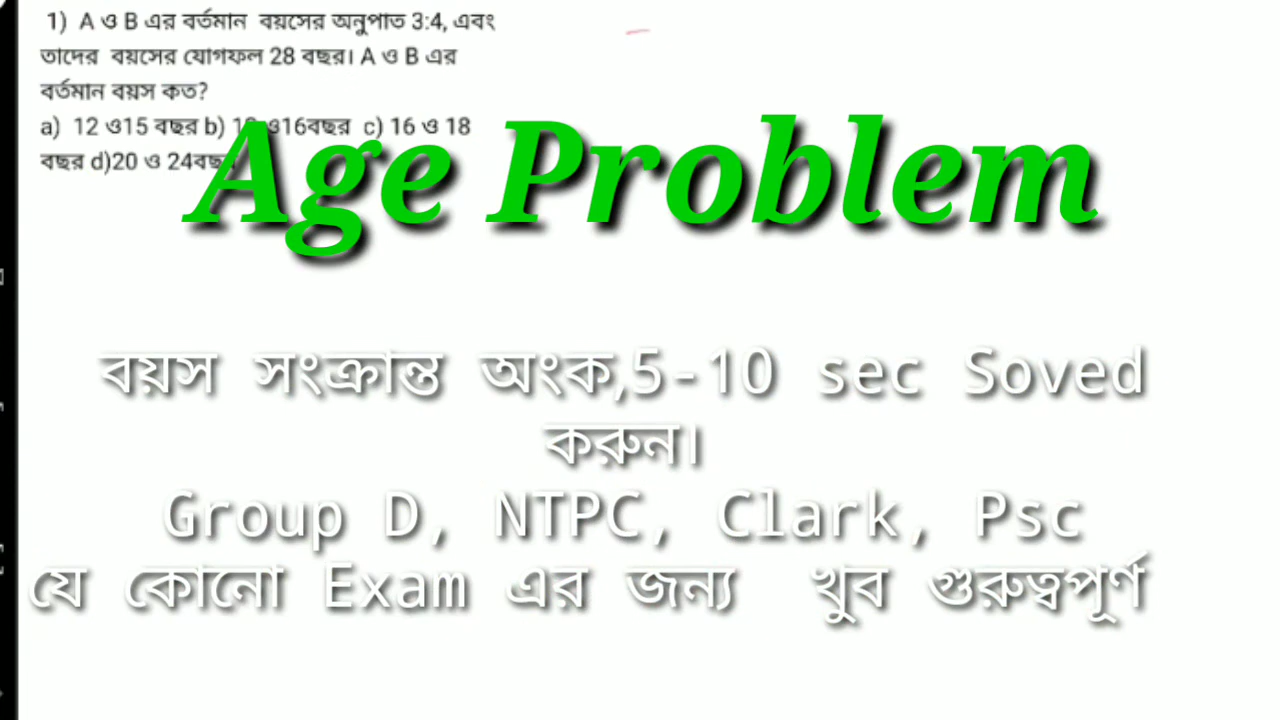 1) A ও B এর বর্তমান বয়সের অনুপাত 3:4, এবং
তাদের বয়সের যোগফল 28 বছর। A ও B এর
বর্তমান বয়স কত?
a) 12 ও15 বছর b) ও16বছর c) 16 ও 18
বছর d)20 ও 24বছর
Age Problem
বয়স সংক্রান্ত অংক,5-10 sec Soved
করুন।
Group D, NTPC, Clark, Psc
যে কোনো Exam এর জন্য খুব গুরুত্বপূর্ণ